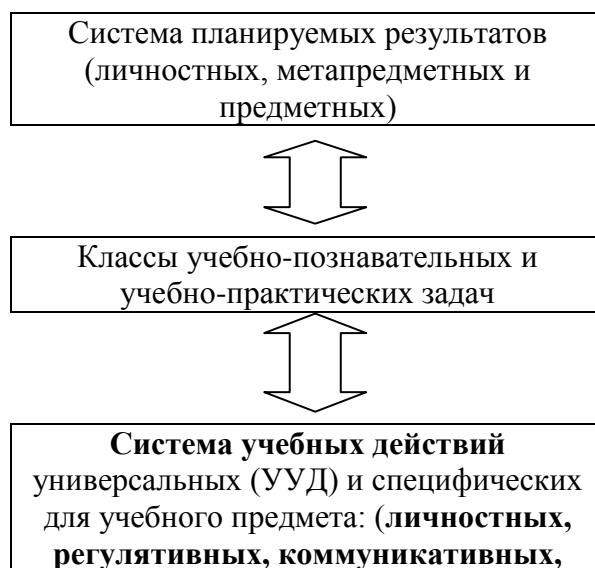 Система планируемых результатов
(личностных, метапредметных и
предметных)
Классы учебно-познавательных и
учебно-практических задач
Система учебных действий
универсальных (УУД) и специфических
для учебного предмета: (личностных,
регулятивных, коммуникативных,